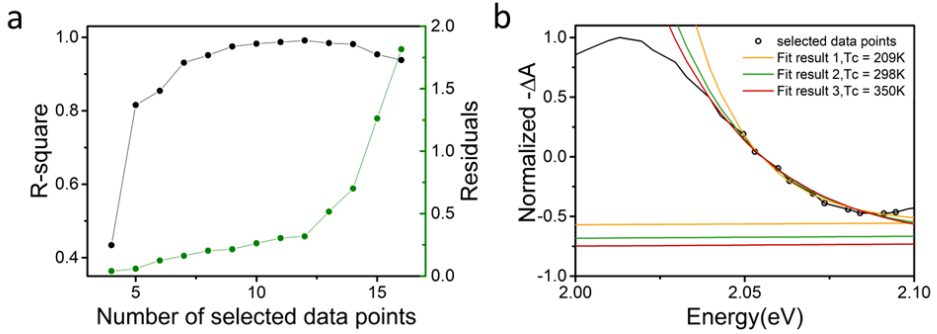 a
R-square
1.0
0.8
0.6
0.4
5
10
15
Number of selected data points
2.0
1.5
1.0
0.5
0.0
Residuals
b
Normalized -ΔA
1.0
0.5
0.0
-0.5
-1.0
2.00
2.05
2.10
Energy(eV)
selected data points
Fit result 1,Tc = 209K
Fit result 2,Tc = 298K
Fit result 3,Tc = 350K